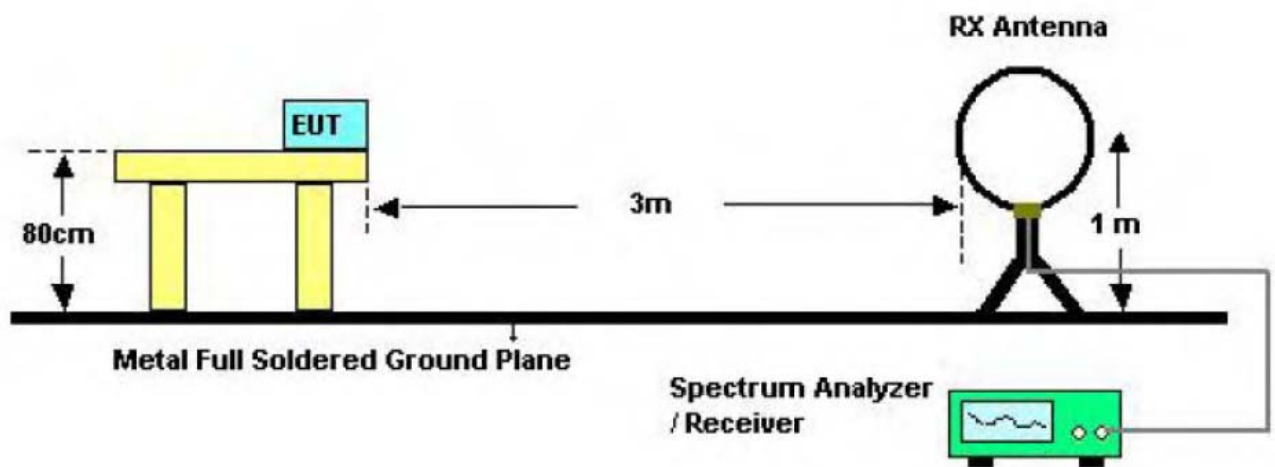 RX Antenna
EUT
80cm
3m
1 m
Metal Full Soldered Ground Plane
Spectrum Analyzer
/ Receiver